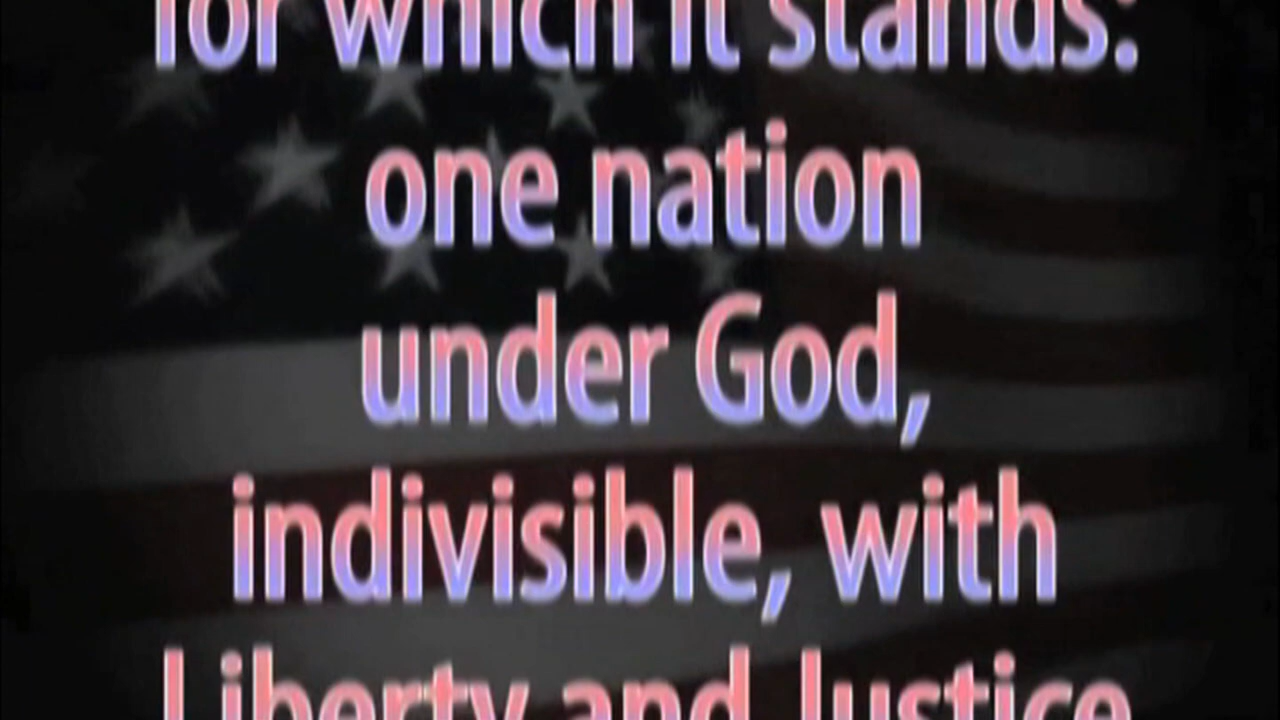 for which it stands:
one nation
under God,
indivisible, with
Liberty and Justice